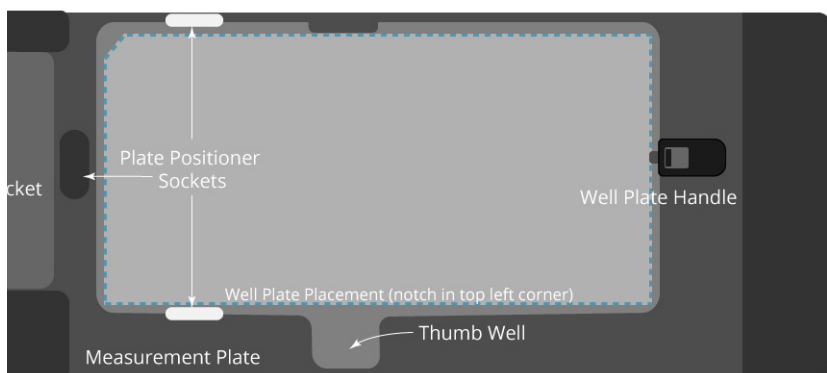 Plate Positioner
Sockets
cket
Well Plate Handle
Well Plate Placement (notch in top left corner)
Thumb Well
Measurement Plate